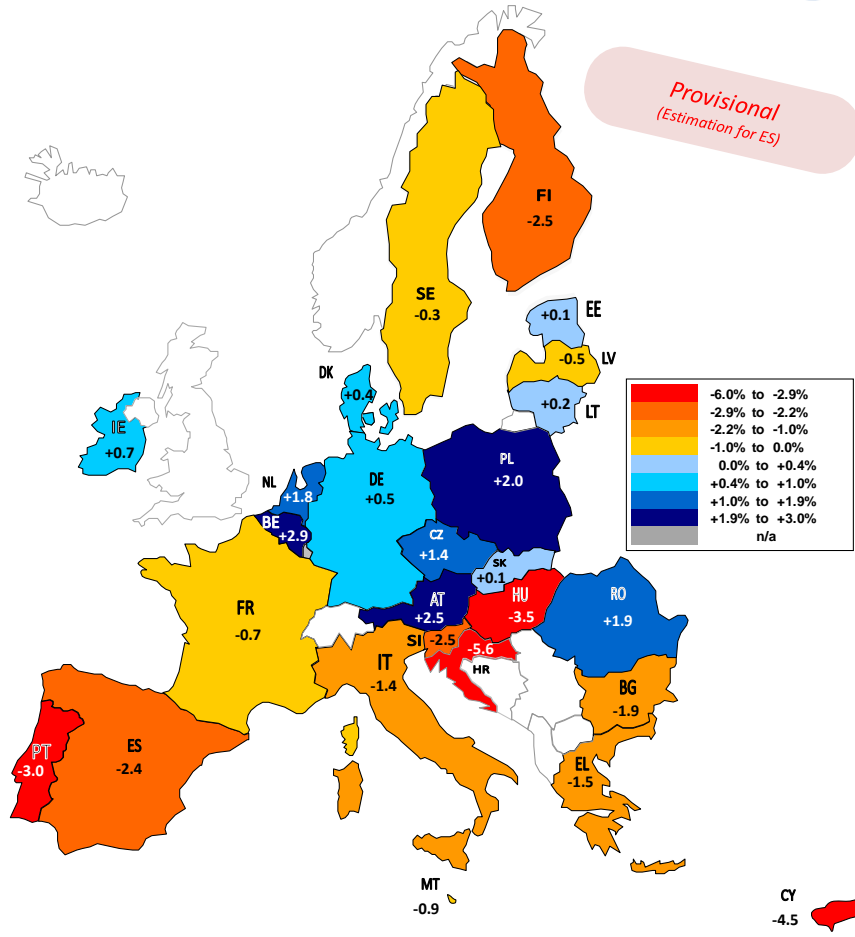 Provisional
(Estimation for ES)
FI
-2.5
SE
-0.3
EE
+0.1
LV
-0.5
LT
+0.2
DK
+0.4
IE
+0.7
NL
+1.8
BE
+2.9
DE
+0.5
PL
+2.0
CZ
+1.4
SK
+0.1
AT
+2.5
HU
-3.5
RO
+1.9
FR
-0.7
SI
-2.5
-5.6
HR
IT
-1.4
BG
-1.9
EL
-1.5
PT
-3.0
ES
-2.4
MT
-0.9
CY
-4.5
-6.0% to -2.9%
-2.9% to -2.2%
-2.2% to -1.0%
-1.0% to 0.0%
0.0% to +0.4%
+0.4% to +1.0%
+1.0% to +1.9%
+1.9% to +3.0%
n/a